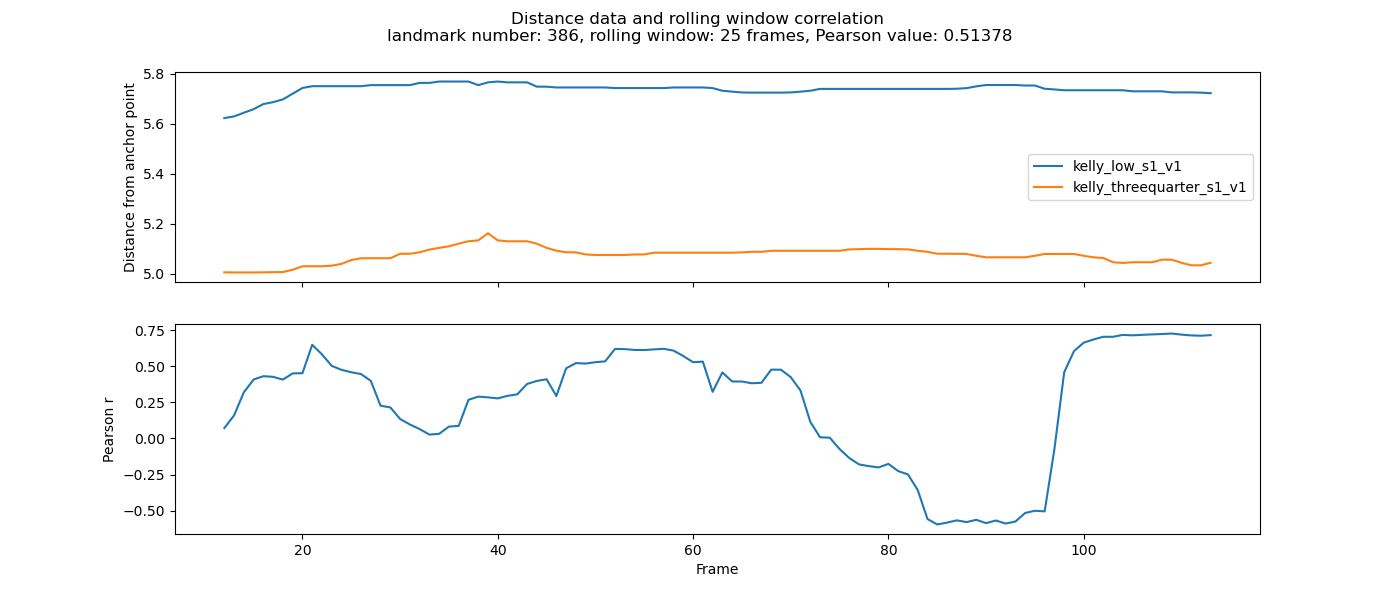 Distance data and rolling window correlation
landmark number: 386, rolling window: 25 frames, Pearson value: 0.51378
Distance from anchor point
5.8
5.6
5.4
5.2
5.0
kelly_low_s1_v1
kelly_threequarter_s1_v1
Pearson r
0.75
0.50
0.25
0.00
−0.25
−0.50
20 40 60 80 100
Frame